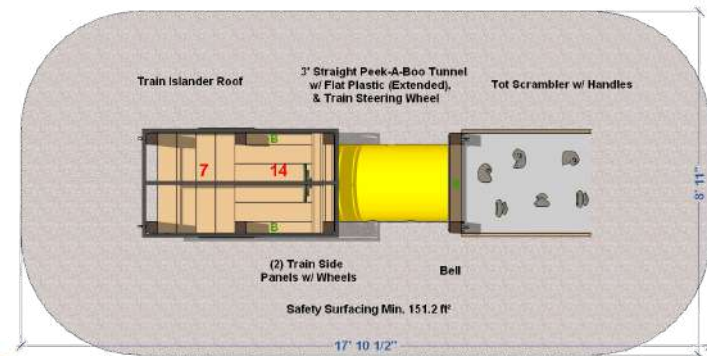 3' Straight Peek-A-Boo Tunnel
Train Islander Roof
w/ Flat Plastic (Extended),
Tot Scrambler w/ Handles
& Train Steering Wheel
B
7
14
B
8' 11"
(2) Train Side
Panels w/ Wheels
Bell
Safety Surfacing Min. 151.2 ft²
17' 10 1/2"